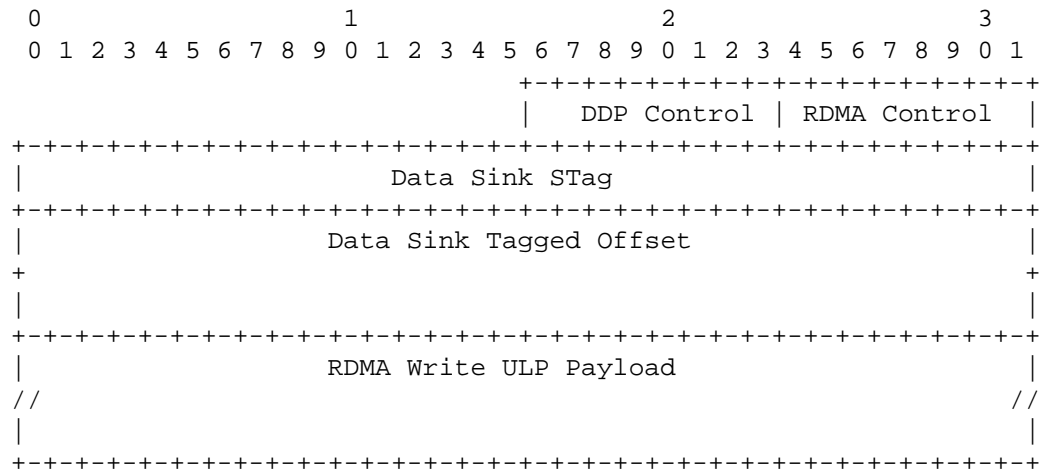 0                   1                   2                   3
 0 1 2 3 4 5 6 7 8 9 0 1 2 3 4 5 6 7 8 9 0 1 2 3 4 5 6 7 8 9 0 1
                                +-+-+-+-+-+-+-+-+-+-+-+-+-+-+-+-+
                                |   DDP Control | RDMA Control  |
+-+-+-+-+-+-+-+-+-+-+-+-+-+-+-+-+-+-+-+-+-+-+-+-+-+-+-+-+-+-+-+-+
|                       Data Sink STag                          |
+-+-+-+-+-+-+-+-+-+-+-+-+-+-+-+-+-+-+-+-+-+-+-+-+-+-+-+-+-+-+-+-+
|                   Data Sink Tagged Offset                     |
+                                                               +
|                                                               |
+-+-+-+-+-+-+-+-+-+-+-+-+-+-+-+-+-+-+-+-+-+-+-+-+-+-+-+-+-+-+-+-+
|                   RDMA Write ULP Payload                      |
//                                                             //
|                                                               |
+-+-+-+-+-+-+-+-+-+-+-+-+-+-+-+-+-+-+-+-+-+-+-+-+-+-+-+-+-+-+-+-+